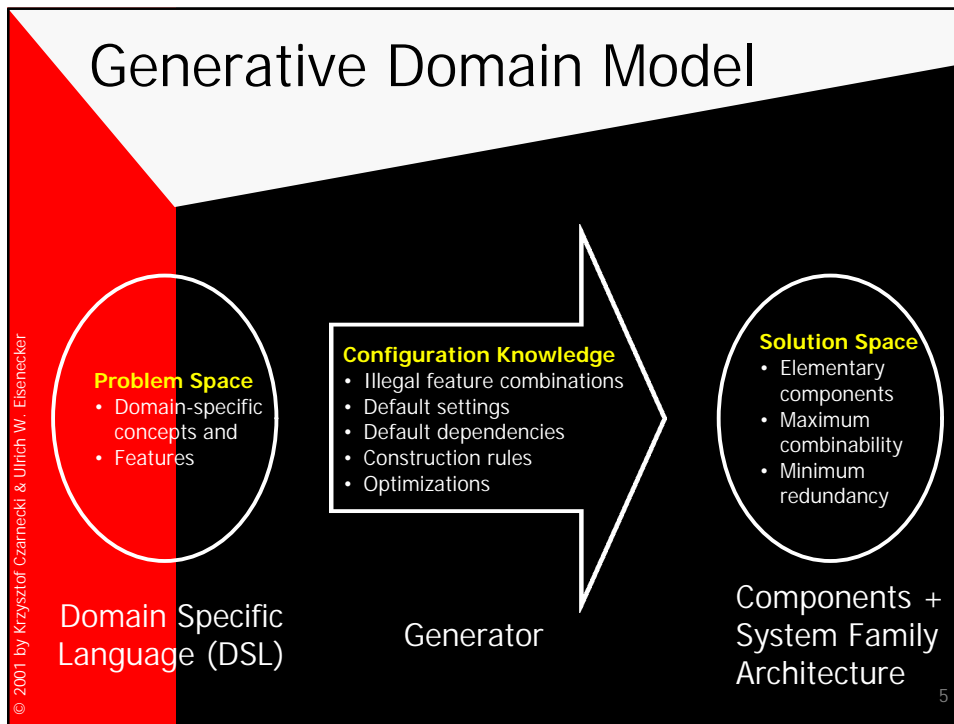 Generative Domain Model
Problem Space
• Domain-specific
concepts and
• Features
Configuration Knowledge
• Illegal feature combinations
• Default settings
• Default dependencies
• Construction rules
• Optimizations
Solution Space
• Elementary
components
• Maximum
combinability
• Minimum
redundancy
Domain Specific
Language (DSL)
Generator
Components +
System Family
Architecture
© 2001 by Krzysztof Czarnecki & Ulrich W. Eisenecker
5